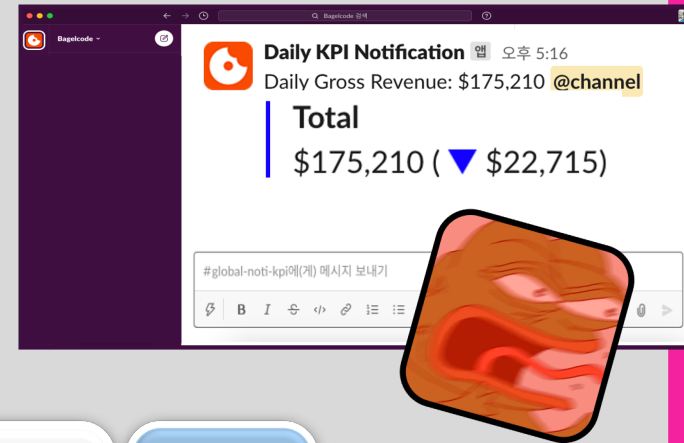 Bagelcode 검색
Bagelcode
Daily KPI Notification 앱 오후 5:16
Daily Gross Revenue: $175,210 @channel
Total
$175,210 ( ▼ $22,715)
#global-noti-kpi에(게) 메시지 보내기